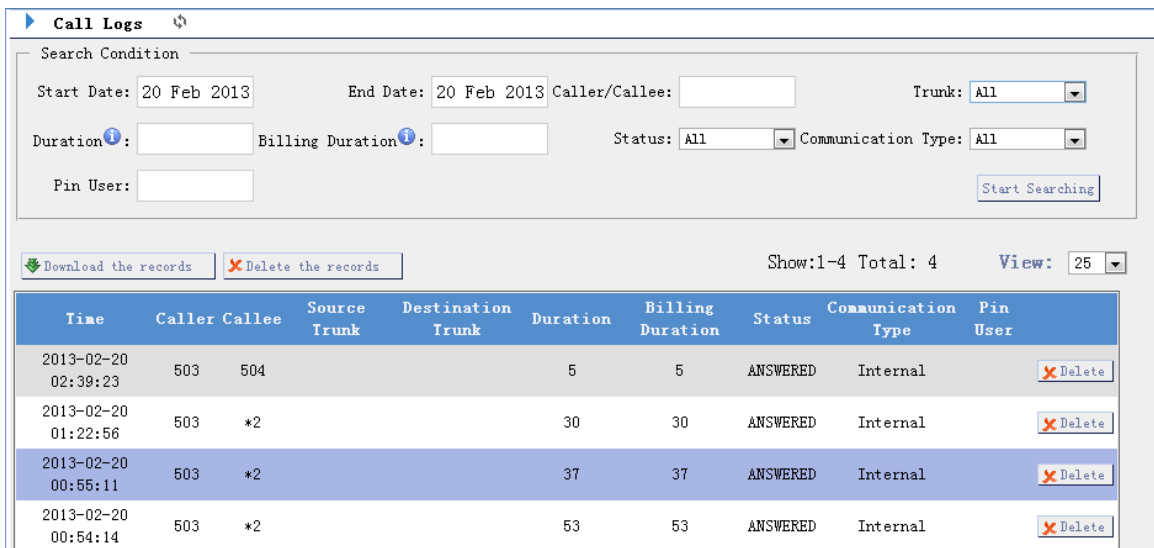 Call Logs
Search Condition
Start Date: 20 Feb 2013 End Date: 20 Feb 2013 Caller/Callee: Trunk: All
Duration i : Billing Duration i : Status: All Communication Type: All
Pin User: Start Searching
Download the records Delete the records Show:1-4 Total: 4 View: 25
Time Caller Callee Source Trunk Destination Trunk Duration Billing Duration Status Communication Type Pin User
2013-02-20 02:39:23 503 504 5 5 ANSWERED Internal Delete
2013-02-20 01:22:56 503 *2 30 30 ANSWERED Internal Delete
2013-02-20 00:55:11 503 *2 37 37 ANSWERED Internal Delete
2013-02-20 00:54:14 503 *2 53 53 ANSWERED Internal Delete